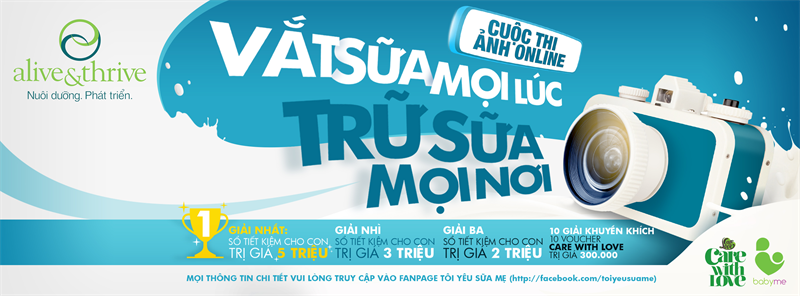 alive&thrive
Nuôi dưỡng. Phát triển.
CUỘC THI
ẢNH ONLINE
VẮT SỮA MỌI LÚC
TRỮ SỮA
MỌI NƠI
1
GIẢI NHẤT:
SỔ TIẾT KIỆM CHO CON
TRỊ GIÁ 5 TRIỆU
GIẢI NHÌ
SỔ TIẾT KIỆM CHO CON
TRỊ GIÁ 3 TRIỆU
GIẢI BA
SỔ TIẾT KIỆM CHO CON
TRỊ GIÁ 2 TRIỆU
10 GIẢI KHUYẾN KHÍCH
10 VOUCHER
CARE WITH LOVE
TRỊ GIÁ 300.000
Care
with
love
babyme
MỌI THÔNG TIN CHI TIẾT VUI LÒNG TRUY CẬP VÀO FANPAGE TÔI YÊU SỮA MẸ (http://facebook.com/toiyeusuame)